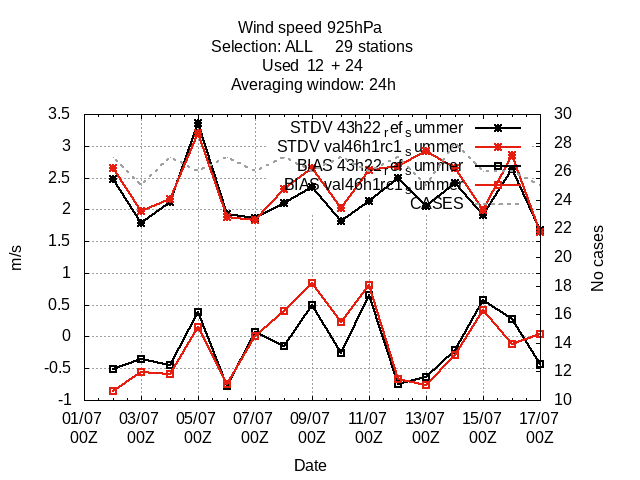 Wind speed 925hPa
Selection: ALL 29 stations
Used 12 + 24
Averaging window: 24h
3.5
3
2.5
2
1.5
1
0.5
0
-0.5
-1
m/s
30
28
26
24
22
20
18
16
14
12
10
No cases
STDV 43h22_ref_summer
STDV val46h1rc1_summer
BIAS 43h22_ref_summer
BIAS val46h1rc1_summer
CASES
01/07 03/07 05/07 07/07 09/07 11/07 13/07 15/07 17/07
00Z 00Z 00Z 00Z 00Z 00Z 00Z 00Z 00Z
Date